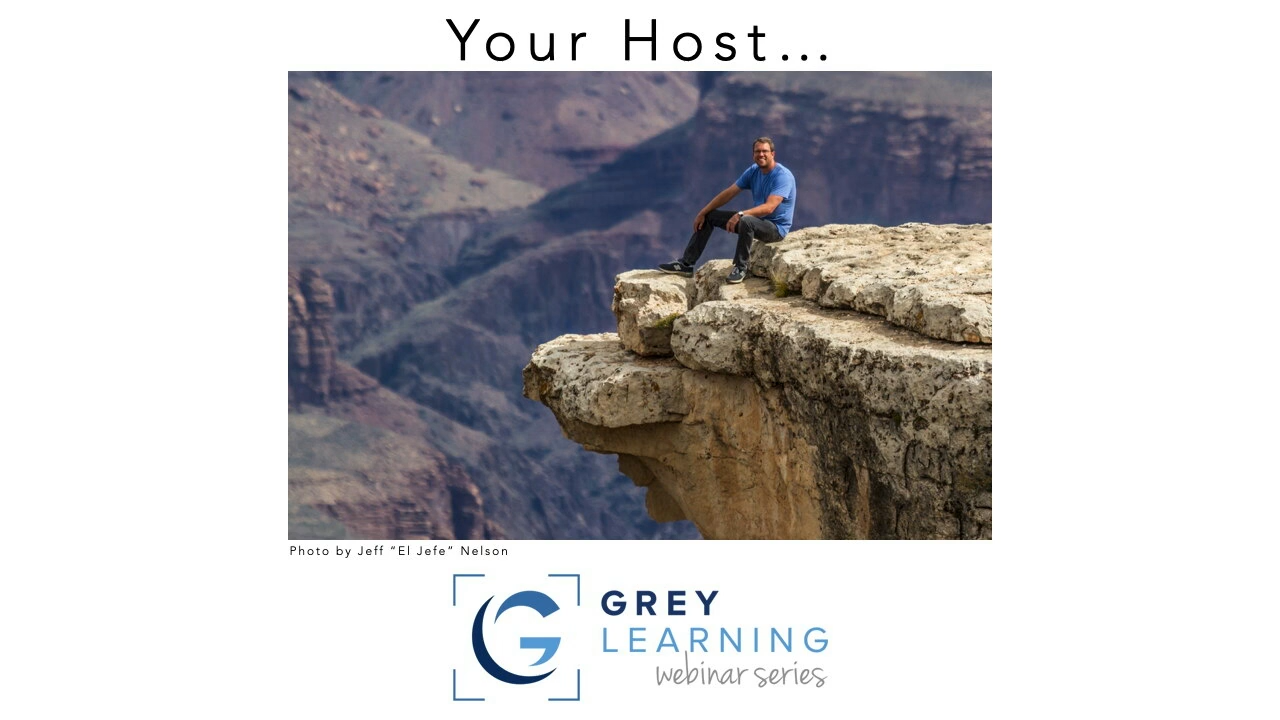 Your Host...
Photo by Jeff “El Jefe” Nelson
GREY
LEARNING
webinar series